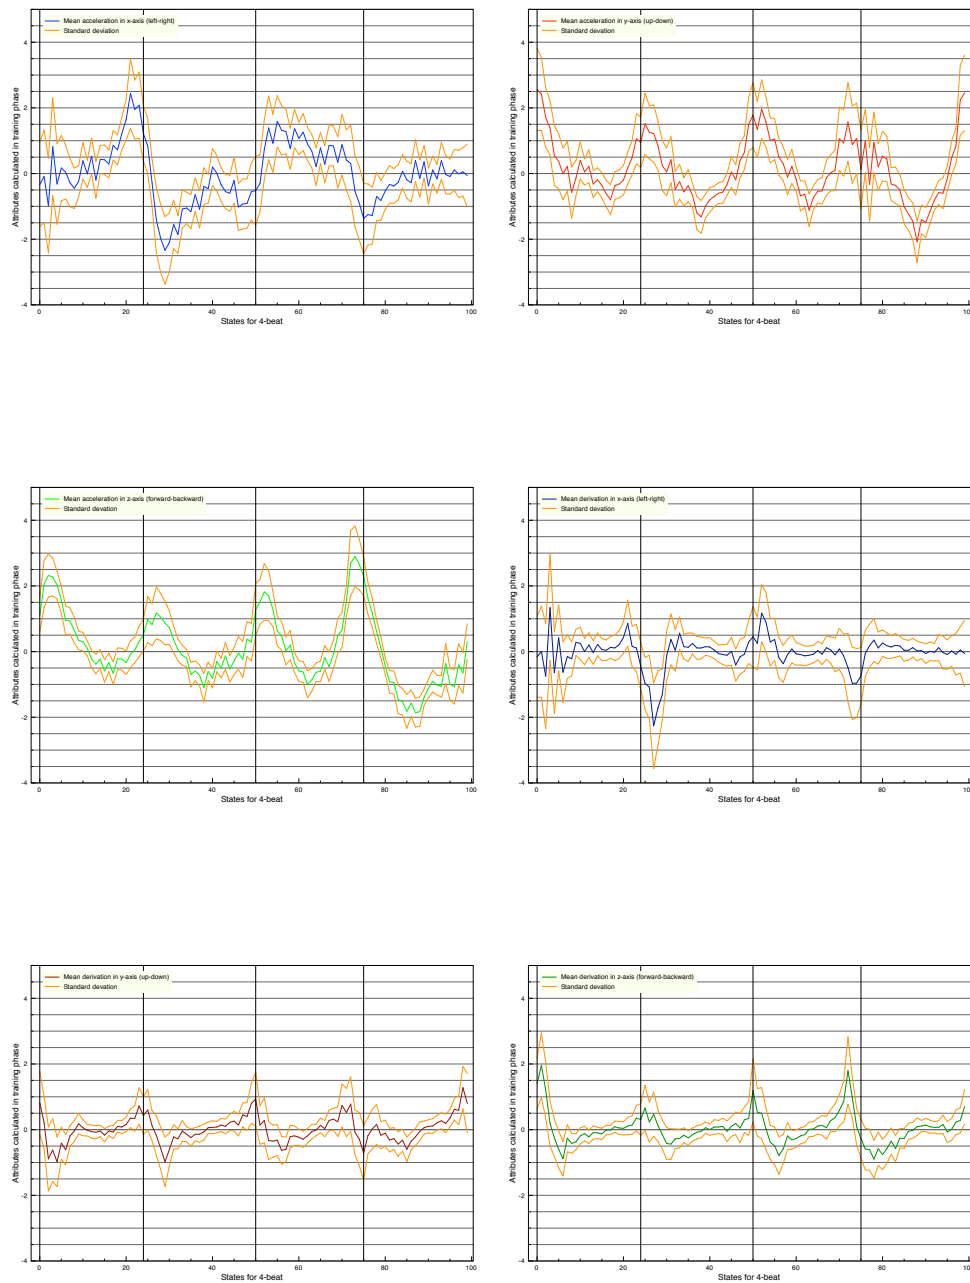 Mean acceleration in x-axis (left-right)
Standard deviation
Attributes calculated in training phase
4
2
0
-2
-4
0 20 40 60 80 100
States for 4-beat
Mean acceleration in y-axis (up-down)
Standard devation
Attributes calculated in training phase
4
2
0
-2
-4
0 20 40 60 80 100
States for 4-beat
Mean acceleration in z-axis (forward-backward)
Standard devation
Attributes calculated in training phase
4
2
0
-2
-4
0 20 40 60 80 100
States for 4-beat
Mean derivation in x-axis (left-right)
Standard devation
Attributes calculated in training phase
4
2
0
-2
-4
0 20 40 60 80 100
States for 4-beat
Mean derivation in y-axis (up-down)
Standard devation
Attributes calculated in training phase
4
2
0
-2
-4
0 20 40 60 80 100
States for 4-beat
Mean derivation in z-axis (forward-backward)
Standard devation
Attributes calculated in training phase
4
2
0
-2
-4
0 20 40 60 80 100
States for 4-beat